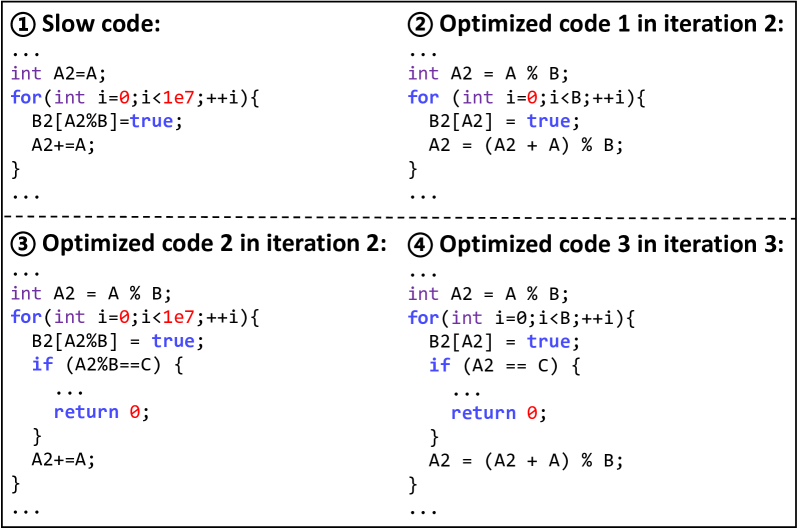 ① Slow code:
...
int A2=A;
for(int i=0;i<1e7;++i){
  B2[A2%B]=true;
  A2+=A;
}
...
② Optimized code 1 in iteration 2:
...
int A2 = A % B;
for (int i=0;i<B;++i){
  B2[A2] = true;
  A2 = (A2 + A) % B;
}
...
③ Optimized code 2 in iteration 2:
...
int A2 = A % B;
for(int i=0;i<1e7;++i){
  B2[A2%B] = true;
  if (A2%B==C) {
    ...
    return 0;
  }
  A2+=A;
}
...
④ Optimized code 3 in iteration 3:
...
int A2 = A % B;
for(int i=0;i<B;++i){
  B2[A2] = true;
  if (A2 == C) {
    ...
    return 0;
  }
  A2 = (A2 + A) % B;
}
...